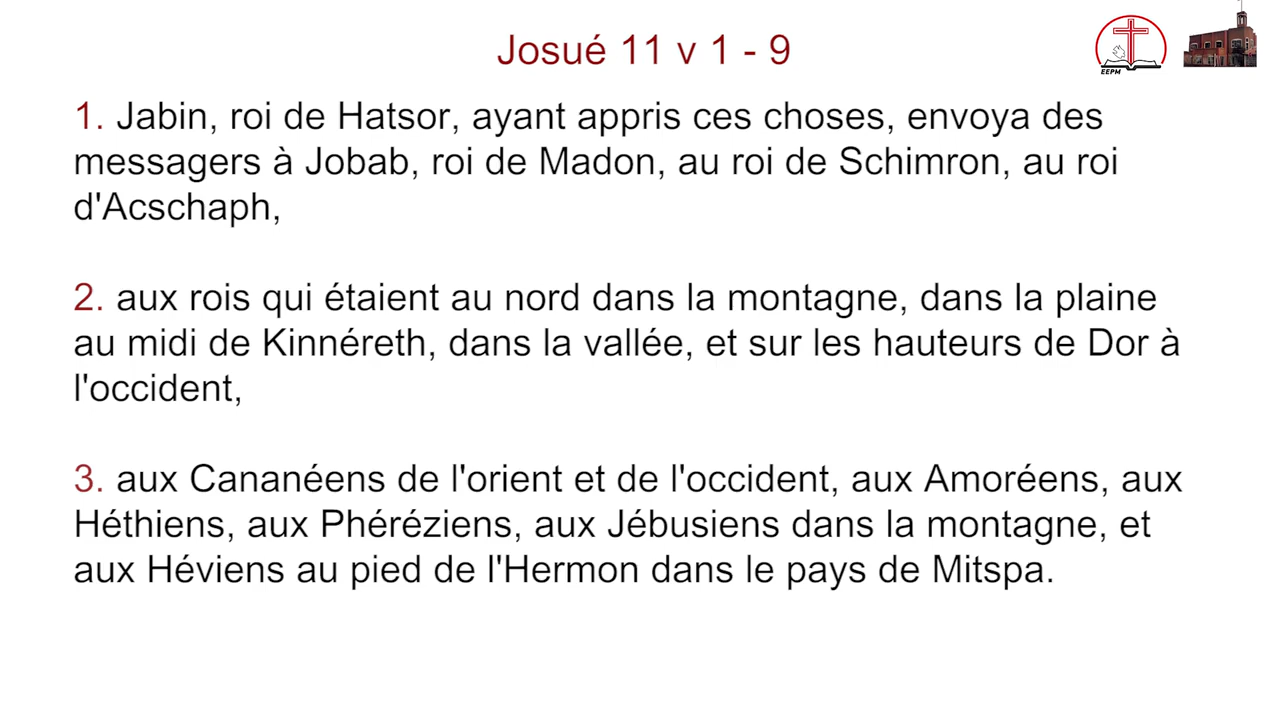 Josué 11 v 1 - 9
EEPM
1. Jabin, roi de Hatsor, ayant appris ces choses, envoya des
messagers à Jobab, roi de Madon, au roi de Schimron, au roi
d'Acschaph,
2. aux rois qui étaient au nord dans la montagne, dans la plaine
au midi de Kinnéreth, dans la vallée, et sur les hauteurs de Dor à
l'occident,
3. aux Cananéens de l'orient et de l'occident, aux Amoréens, aux
Héthiens, aux Phéréziens, aux Jébusiens dans la montagne, et
aux Héviens au pied de l'Hermon dans le pays de Mitspa.